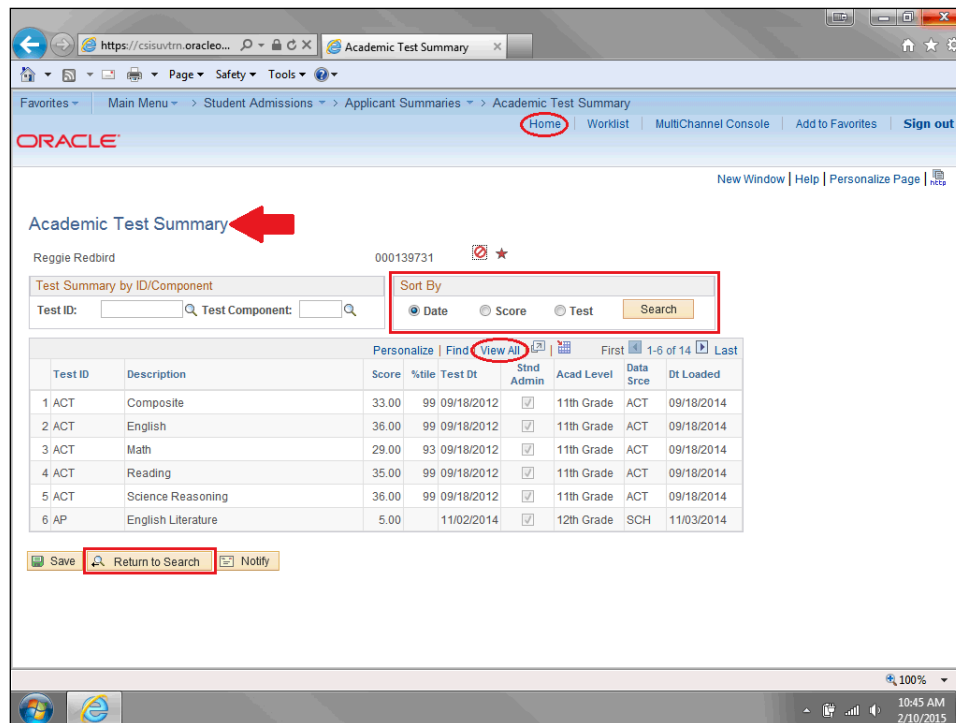 https://csisuvtrn.oracleo... Academic Test Summary
Page Safety Tools
Favorites Main Menu > Student Admissions > Applicant Summaries > Academic Test Summary
Home Worklist MultiChannel Console Add to Favorites Sign out
ORACLE
New Window | Help | Personalize Page | http
Academic Test Summary
Reggie Redbird 000139731
Test Summary by ID/Component Sort By
Test ID: Test Component: Date Score Test Search
Personalize | Find | View All | First 1-6 of 14 Last
Test ID Description Score %tile Test Dt Stnd Admin Acad Level Data Srce Dt Loaded
1 ACT Composite 33.00 99 09/18/2012 11th Grade ACT 09/18/2014
2 ACT English 36.00 99 09/18/2012 11th Grade ACT 09/18/2014
3 ACT Math 29.00 93 09/18/2012 11th Grade ACT 09/18/2014
4 ACT Reading 35.00 99 09/18/2012 11th Grade ACT 09/18/2014
5 ACT Science Reasoning 36.00 99 09/18/2012 11th Grade ACT 09/18/2014
6 AP English Literature 5.00 11/02/2014 12th Grade SCH 11/03/2014
Save Return to Search Notify
100%
10:45 AM
2/10/2015